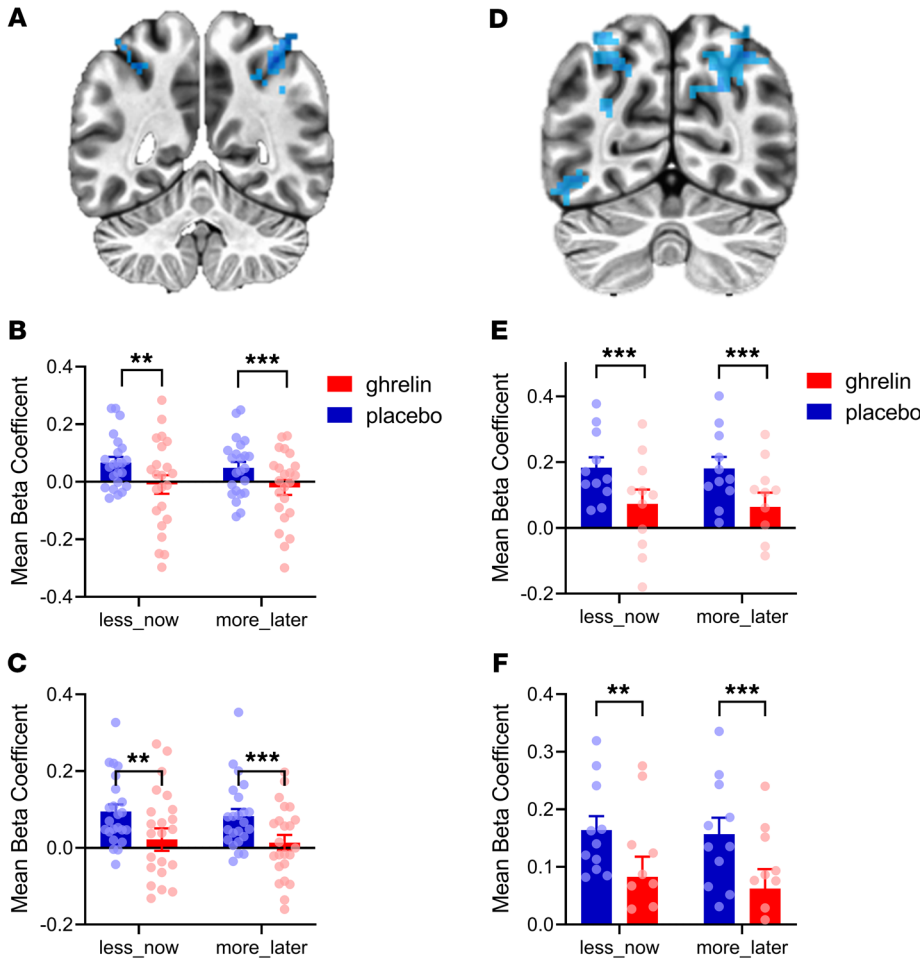 A
D
B
Mean Beta Coefficent
0.4
0.2
0.0
-0.2
-0.4
**
***
less_now
more_later
ghrelin
placebo
E
Mean Beta Coefficent
0.4
0.2
0.0
-0.2
***
***
less_now
more_later
ghrelin
placebo
C
Mean Beta Coefficent
0.4
0.2
0.0
-0.2
**
***
less_now
more_later
F
Mean Beta Coefficent
0.4
0.3
0.2
0.1
0.0
**
***
less_now
more_later